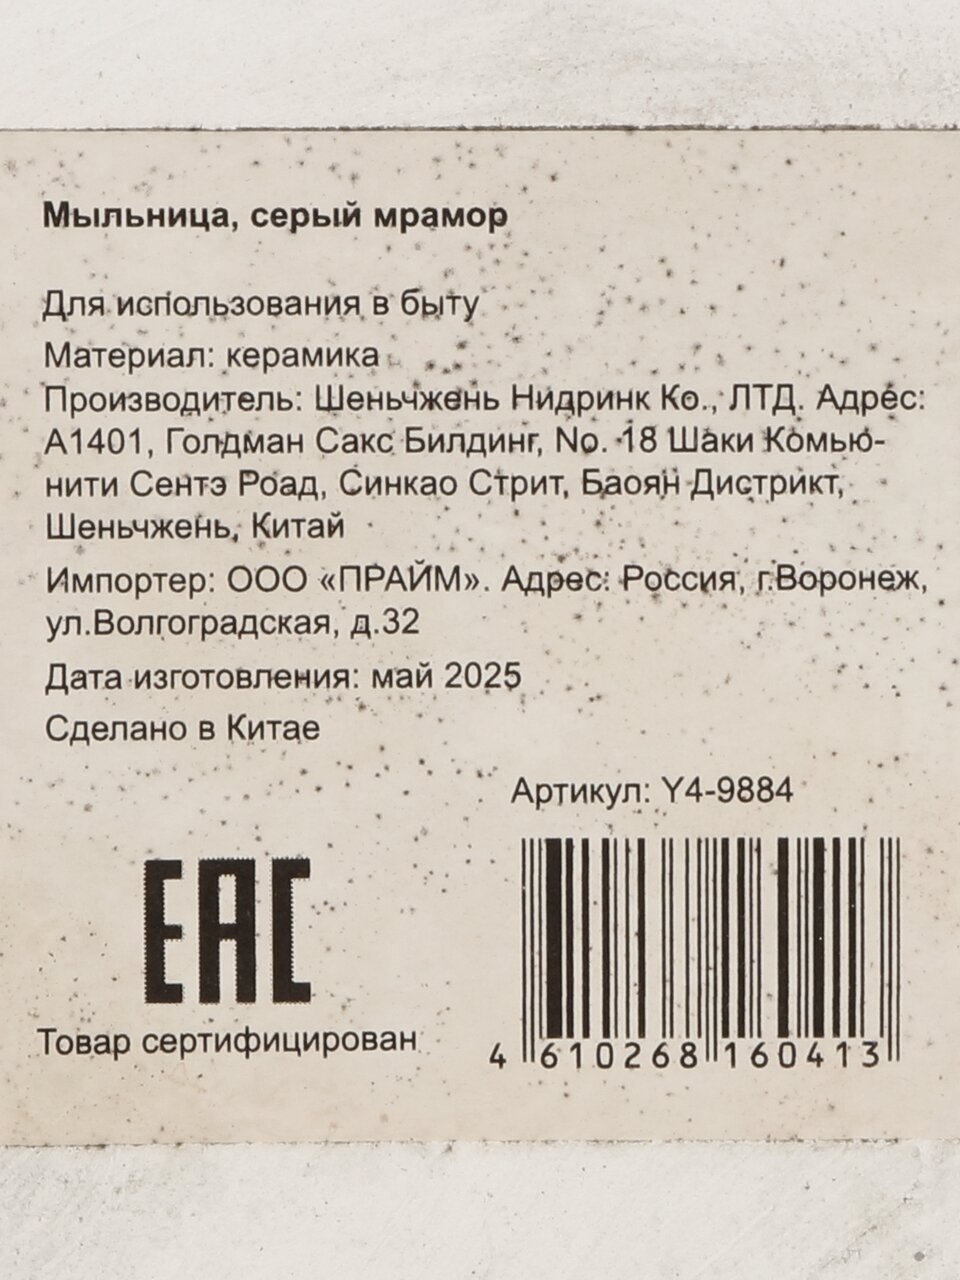 Мыльница, серый мрамор
Для использования в быту
Материал: керамика
Производитель: Шеньчжень Нидринк Ко., ЛТД. Адрес:
А1401, Голдман Сакс Билдинг, No. 18 Шаки Комью-
нити Сентэ Роад, Синкао Стрит, Баоян Дистрикт,
Шеньчжень, Китай
Импортер: ООО «ПРАЙМ». Адрес: Россия, г.Воронеж,
ул.Волгоградская, д.32
Дата изготовления: май 2025
Сделано в Китае
Артикул: Y4-9884
EAC
Товар сертифицирован
4 610268 160413